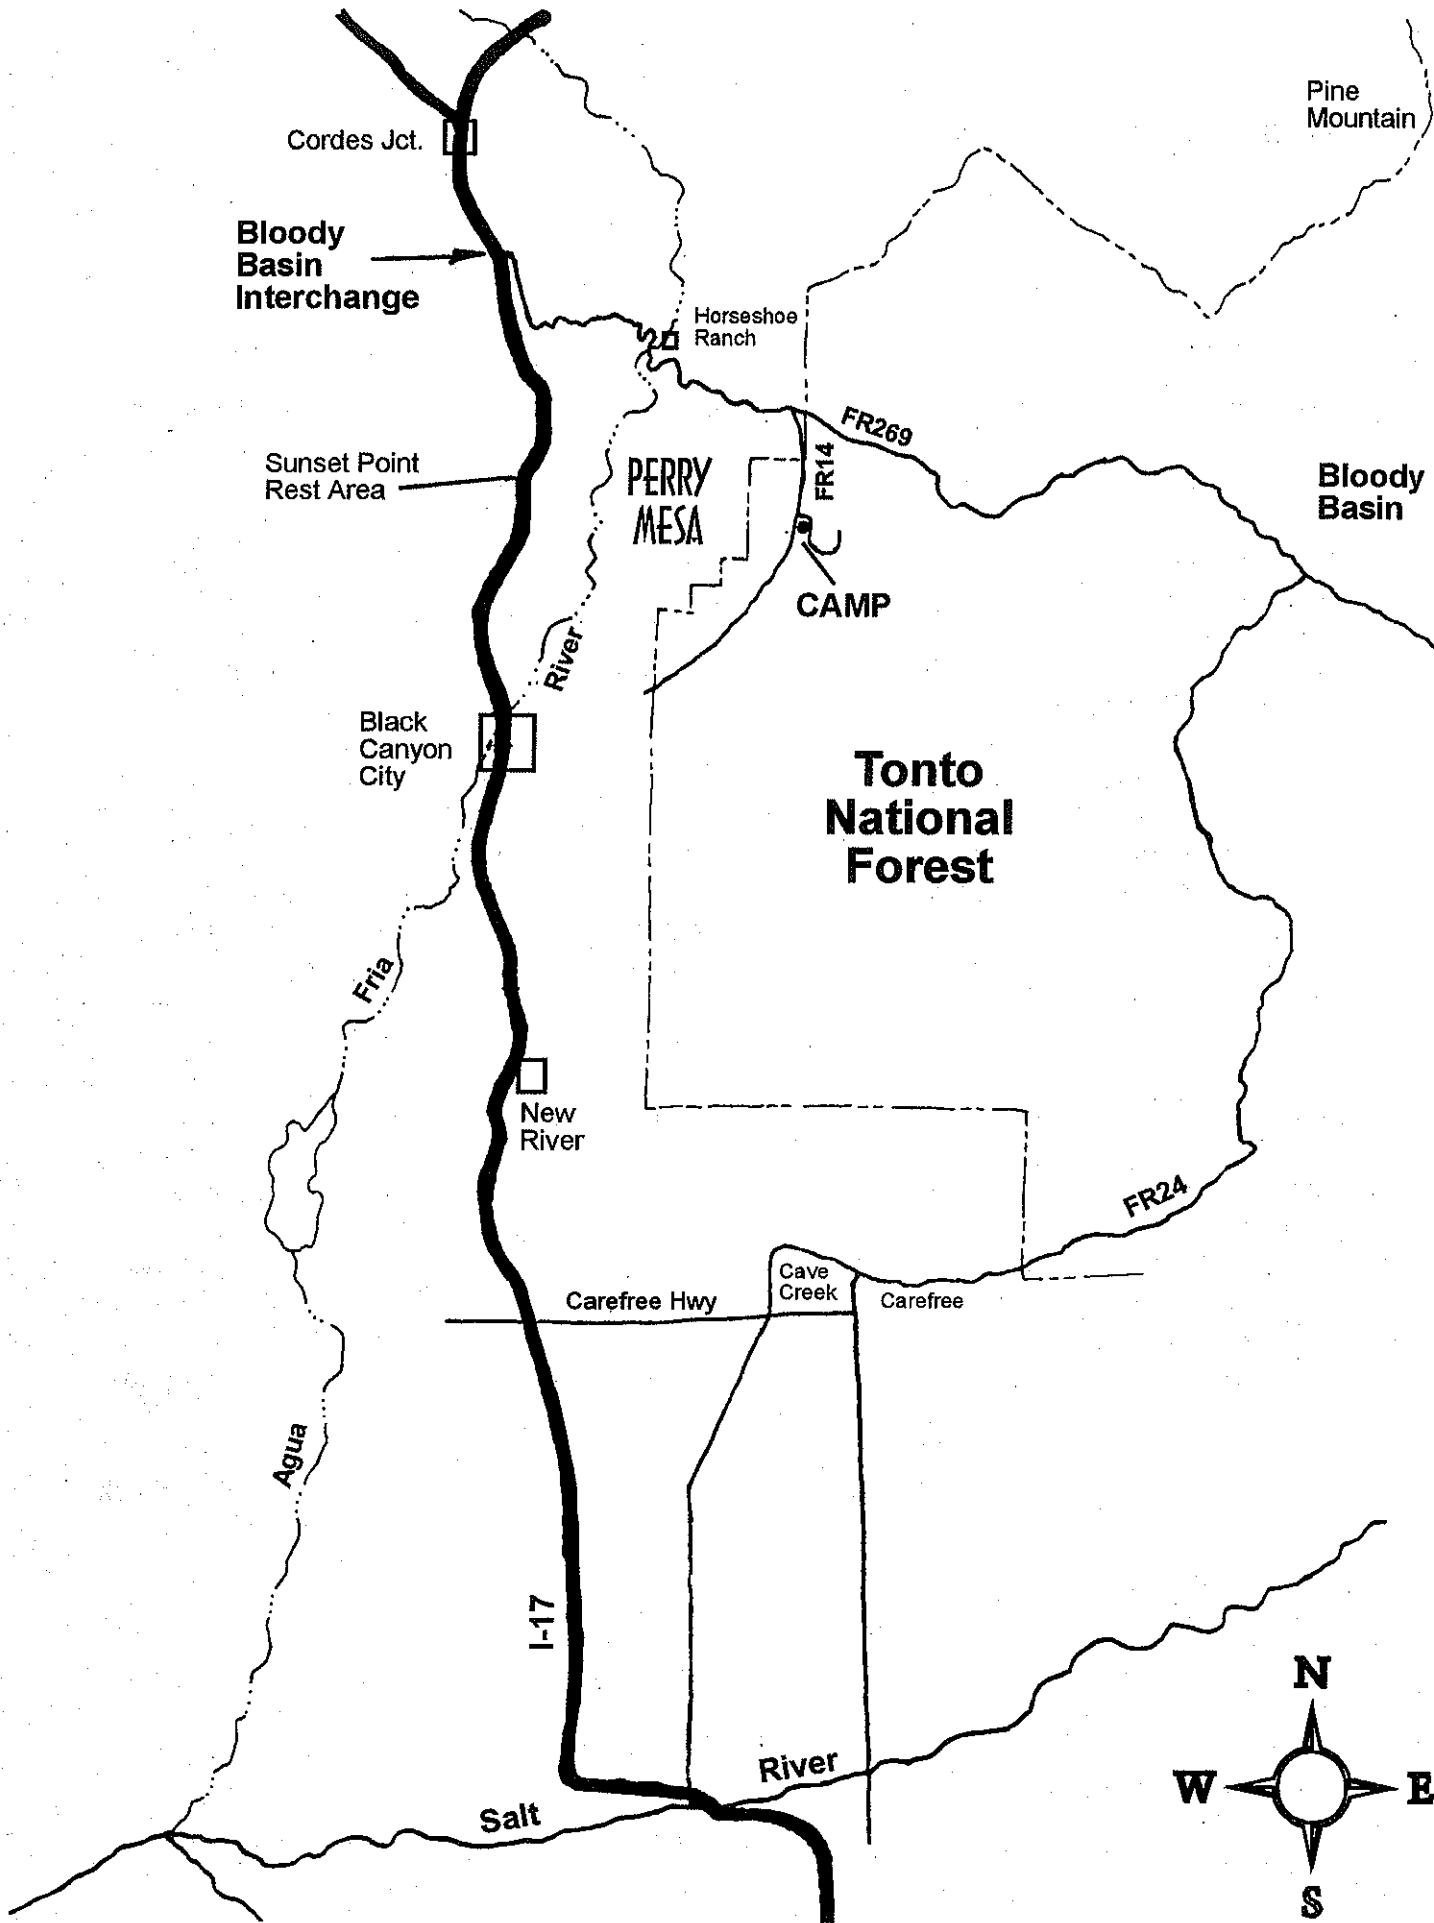 Pine
Mountain
Cordes Jct.
Bloody
Basin
Interchange
Horseshoe
Ranch
FR269
Sunset Point
Rest Area
PERRY
MESA
FR14
Bloody
Basin
CAMP
River
Black
Canyon
City
Tonto
National
Forest
Fria
New
River
FR24
Cave
Creek
Carefree Hwy
Carefree
Agua
I-17
N
River
W
E
Salt
S